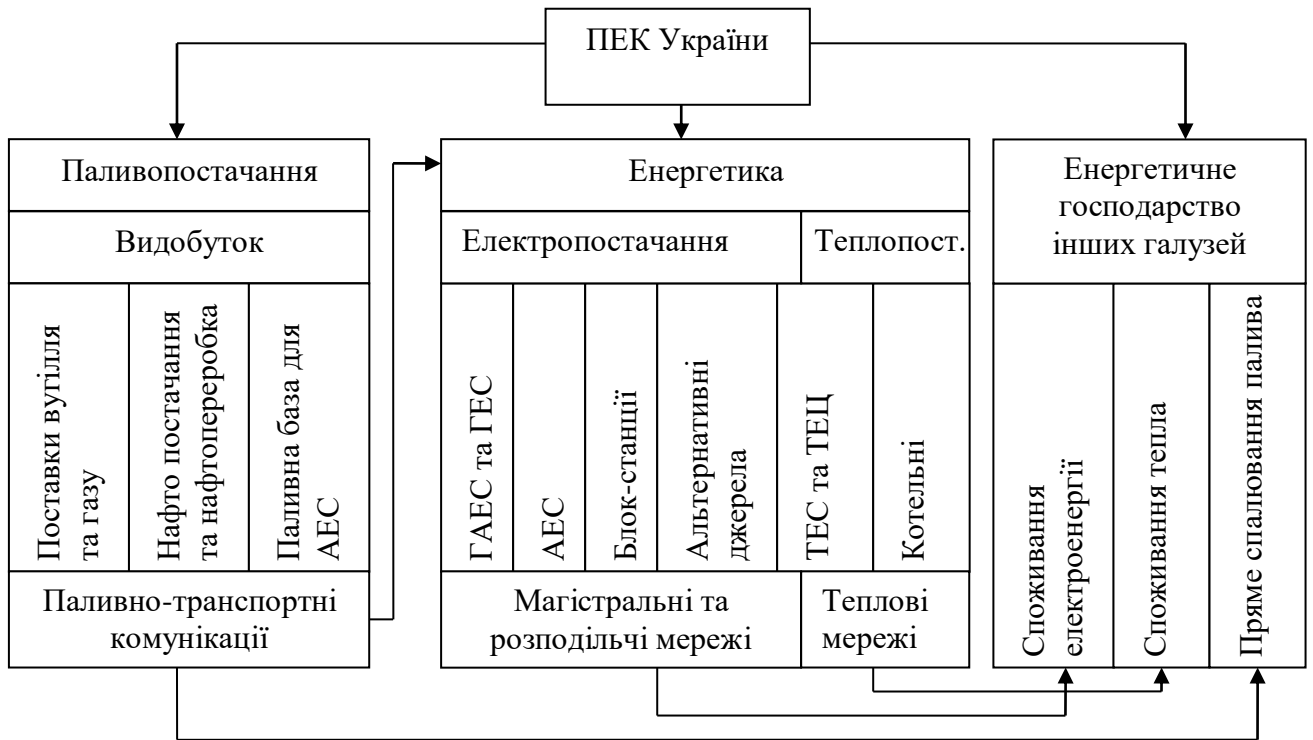 ПЕК України
Паливопостачання
Видобуток
Поставки вугілля
та газу
Нафто постачання
та нафтопереробка
Паливна база для
АЕС
Паливно-транспортні
комунікації
Енергетика
Електропостачання
Теплопост.
ГАЕС та ГЕС
АЕС
Блок-станції
Альтернативні
джерела
ТЕС та ТЕЦ
Котельні
Магістральні та
розподільчі мережі
Теплові
мережі
Енергетичне
господарство
інших галузей
Споживання
електроенергії
Споживання тепла
Пряме спалювання палива